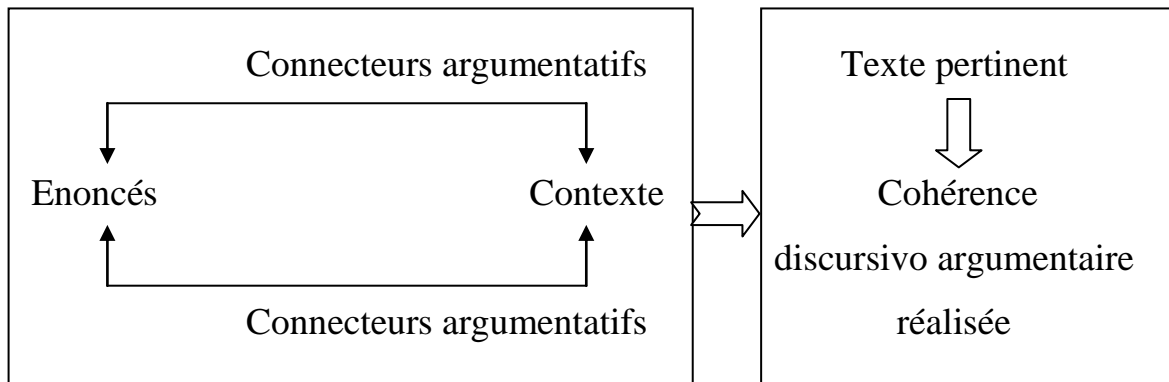 Connecteurs argumentatifs
Enoncés
Contexte
Connecteurs argumentatifs
Texte pertinent
Cohérence
discursivo argumentaire
réalisée